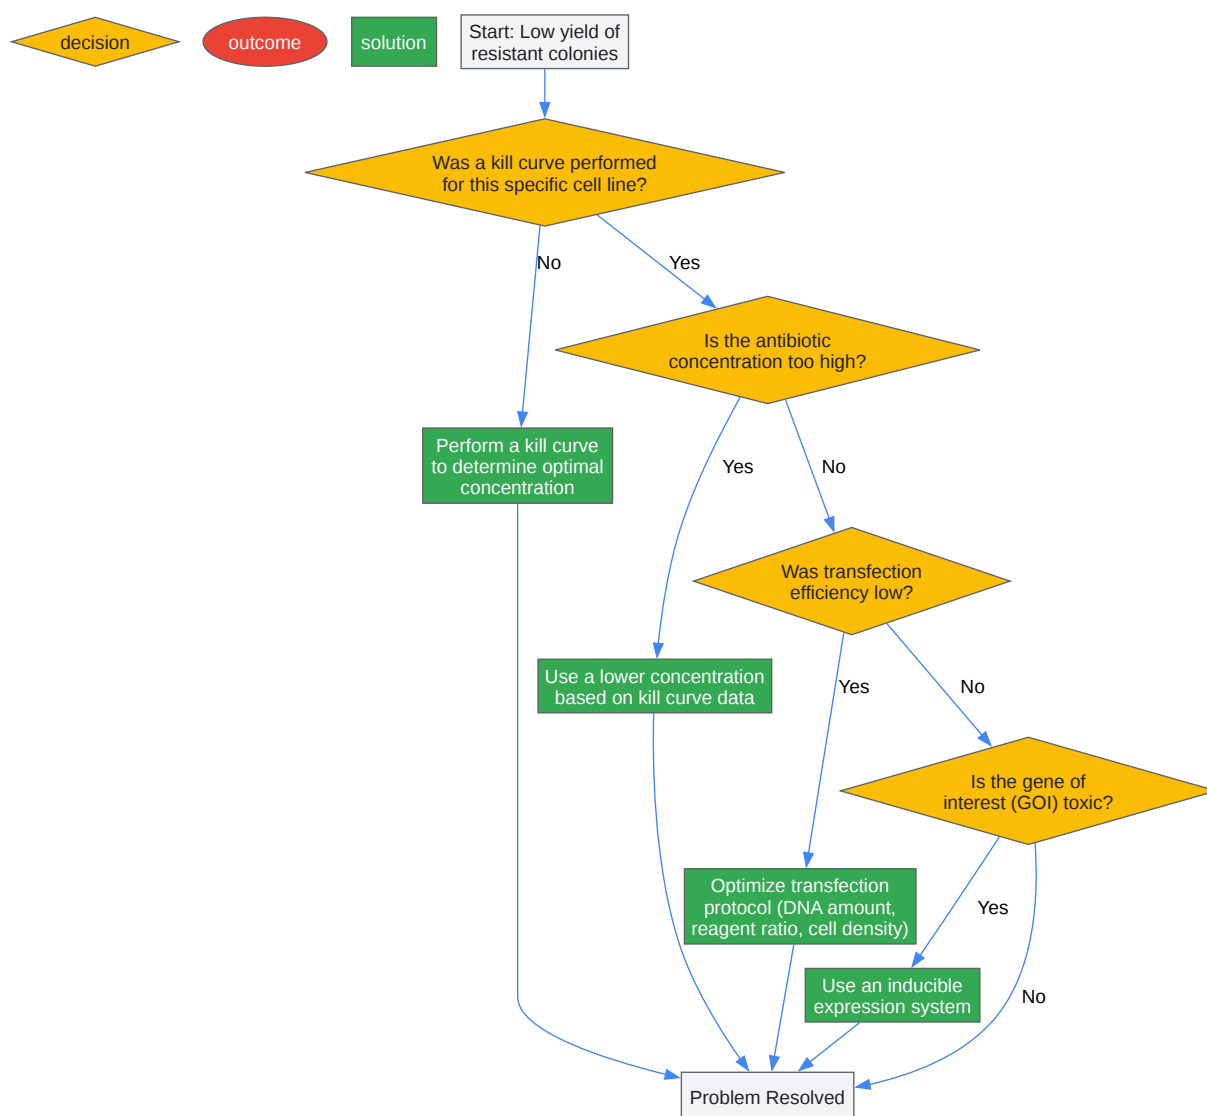 decision
outcome
solution
Start: Low yield of
resistant colonies
Was a kill curve performed
for this specific cell line?
No
Yes
Is the antibiotic
concentration too high?
Perform a kill curve
to determine optimal
concentration
Yes
No
Was transfection
efficiency low?
Use a lower concentration
based on kill curve data
Yes
No
Is the gene of
interest (GOI) toxic?
Optimize transfection
protocol (DNA amount,
reagent ratio, cell density)
Yes
Use an inducible
expression system
No
Problem Resolved